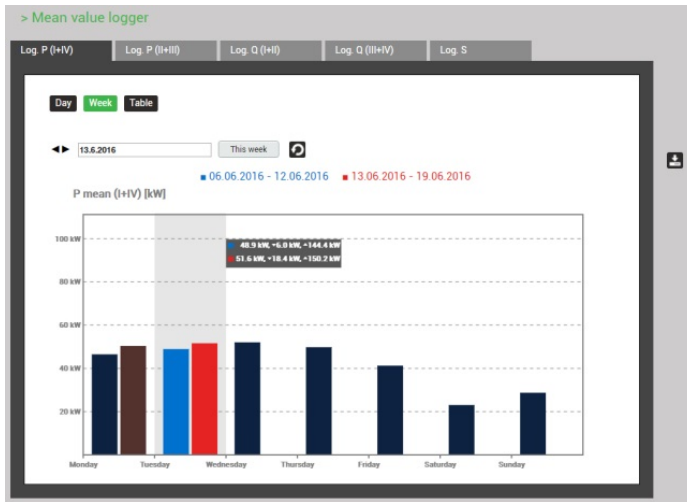 > Mean value logger
Log. P (I+IV) Log. P (II+III) Log. Q (I+II) Log. Q (III+IV) Log. S
Day Week Table
13.6.2016 This week
06.06.2016 - 12.06.2016 13.06.2016 - 19.06.2016
P mean (I+IV) [kW]
100 kW
48.9 kW, ▾6.0 kW, ▴144.4 kW
51.6 kW, ▾18.4 kW, ▴150.2 kW
80 kW
60 kW
40 kW
20 kW
Monday Tuesday Wednesday Thursday Friday Saturday Sunday